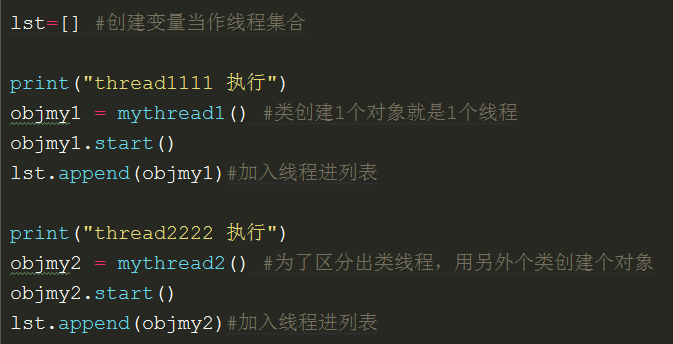 lst=[] #创建变量当作线程集合
print("thread1111 执行")
objmy1 = mythread1() #类创建1个对象就是1个线程
objmy1.start()
lst.append(objmy1)#加入线程进列表
print("thread2222 执行")
objmy2 = mythread2() #为了区分出类线程，用另外个类创建个对象
objmy2.start()
lst.append(objmy2)#加入线程进列表